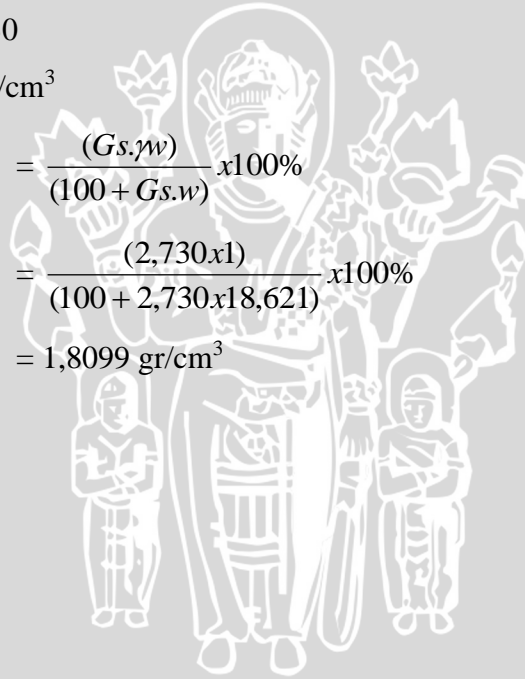 0
/cm³
= (Gs.γw) / (100 + Gs.w) x100%
= (2,730x1) / (100 + 2,730x18,621) x100%
= 1,8099 gr/cm³